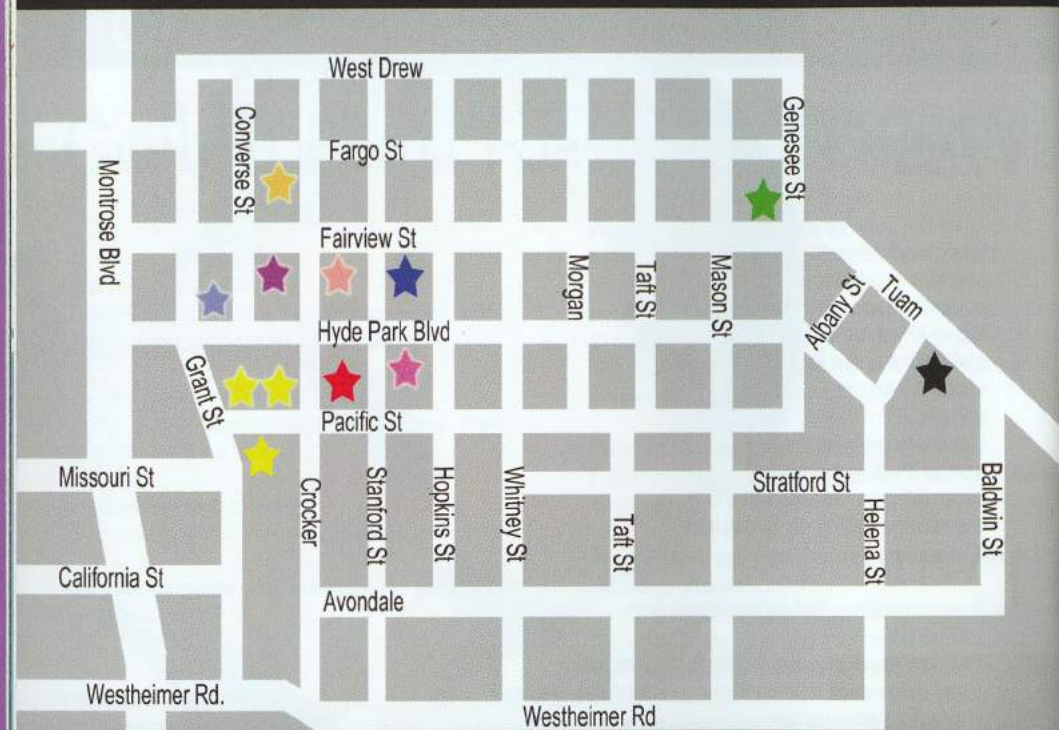 West Drew
Converse St
Genesee St
Fargo St
Montrose Blvd
Fairview St
Morgan
Taft St
Mason St
Albany St
Tuam
Hyde Park Blvd
Grant St
Pacific St
Missouri St
Crocker
Stanford St
Hopkins St
Whitney St
Taft St
Stratford St
Helena St
Baldwin St
California St
Avondale
Westheimer Rd.
Westheimer Rd